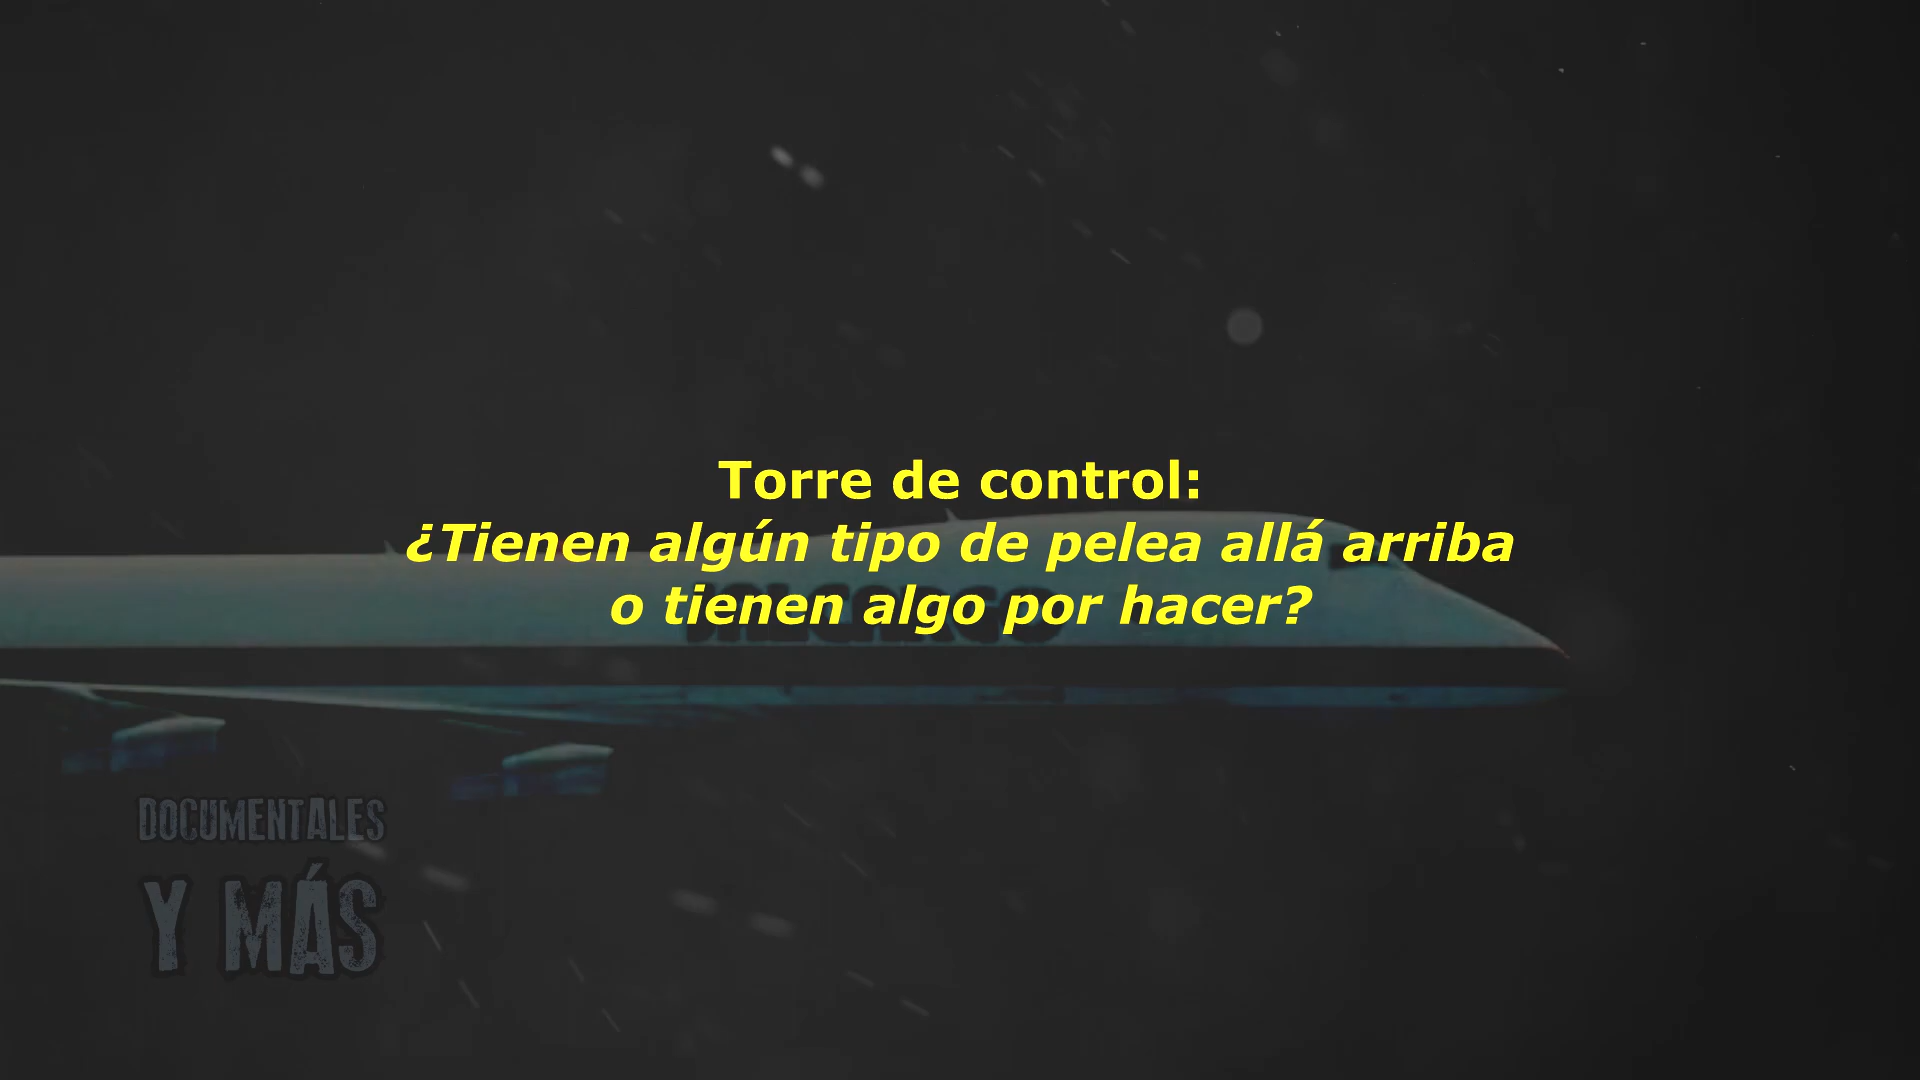 Torre de control:
¿Tienen algún tipo de pelea allá arriba
o tienen algo por hacer?
DOCUMENTALES
Y MÁS